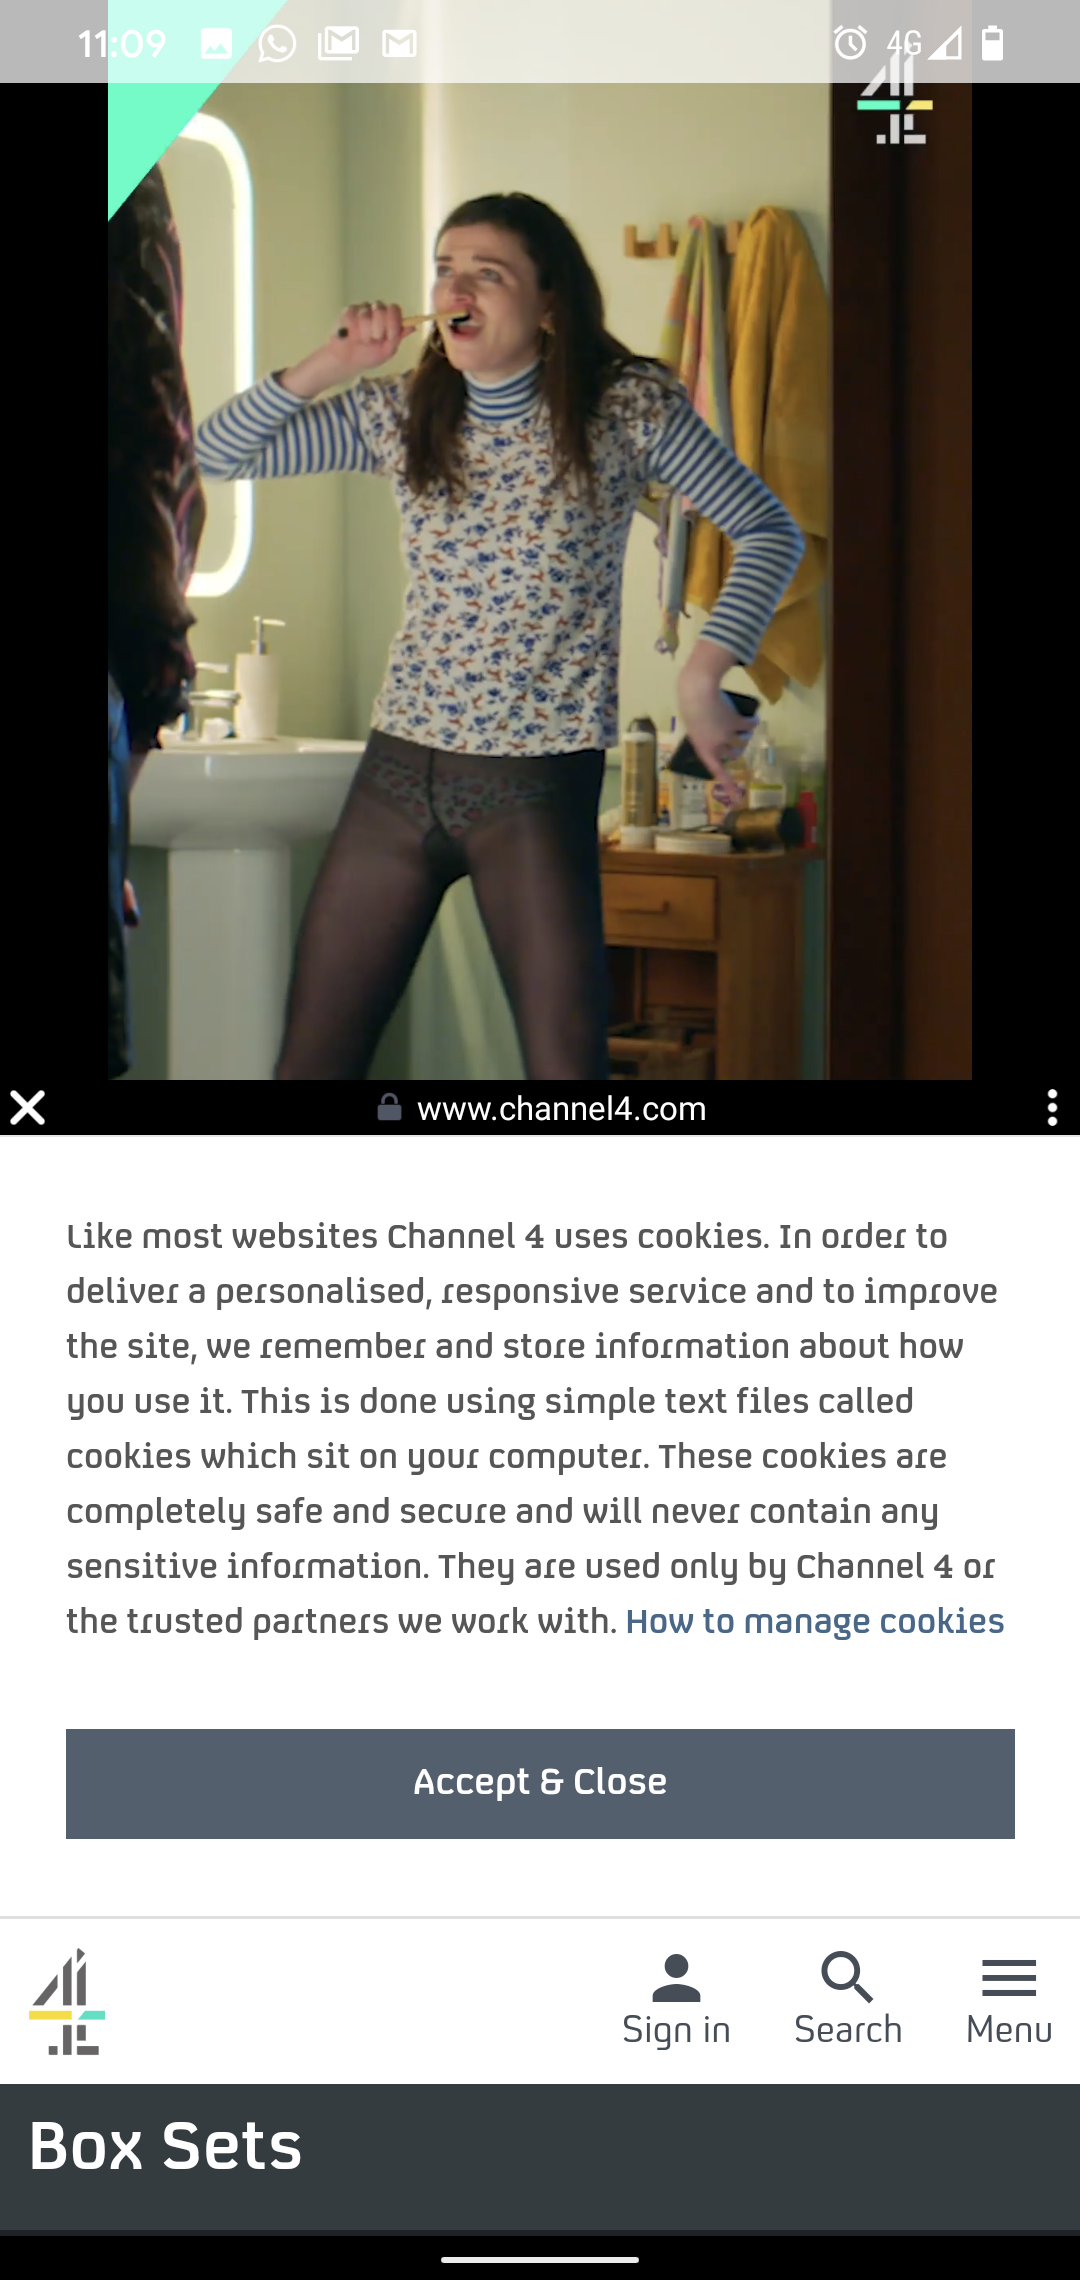 11:09
4G
www.channel4.com
Like most websites Channel 4 uses cookies. In order to
deliver a personalised, responsive service and to improve
the site, we remember and store information about how
you use it. This is done using simple text files called
cookies which sit on your computer. These cookies are
completely safe and secure and will never contain any
sensitive information. They are used only by Channel 4 or
the trusted partners we work with. How to manage cookies
Accept & Close
4
Sign in Search Menu
Box Sets